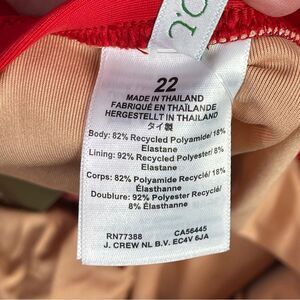 22
MADE IN THAILAND
FABRIQUÉ EN THAÏLANDE
HERGESTELLT IN THAILAND
タイ製
Body: 82% Recycled Polyamide/ 18%
Elastane
Lining: 92% Recycled Polyester/ 8%
Elastane
Corps: 82% Polyamide Recyclé/ 18%
Élasthanne
Doublure: 92% Polyester Recyclé/
8% Élasthanne
RN77388 CA56445
J. CREW NL B.V. EC4V 6JA